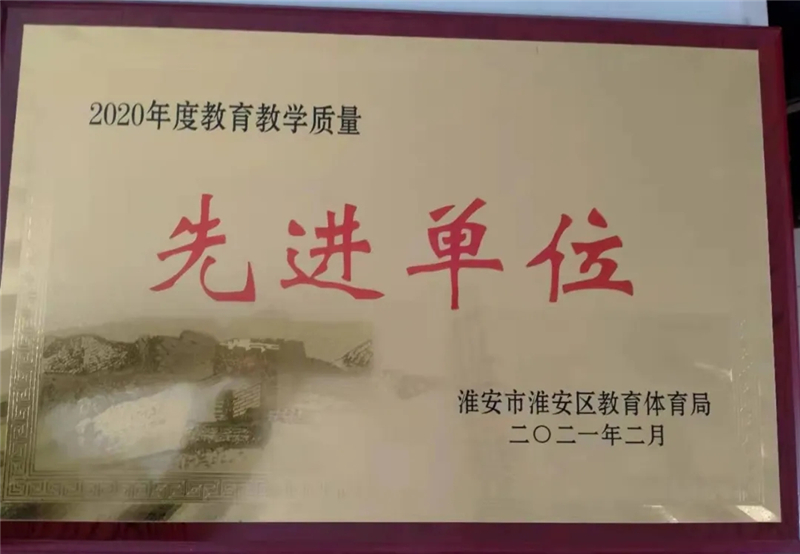 2020年度教育教学质量
先进单位
淮安市淮安区教育体育局
二〇二一年二月